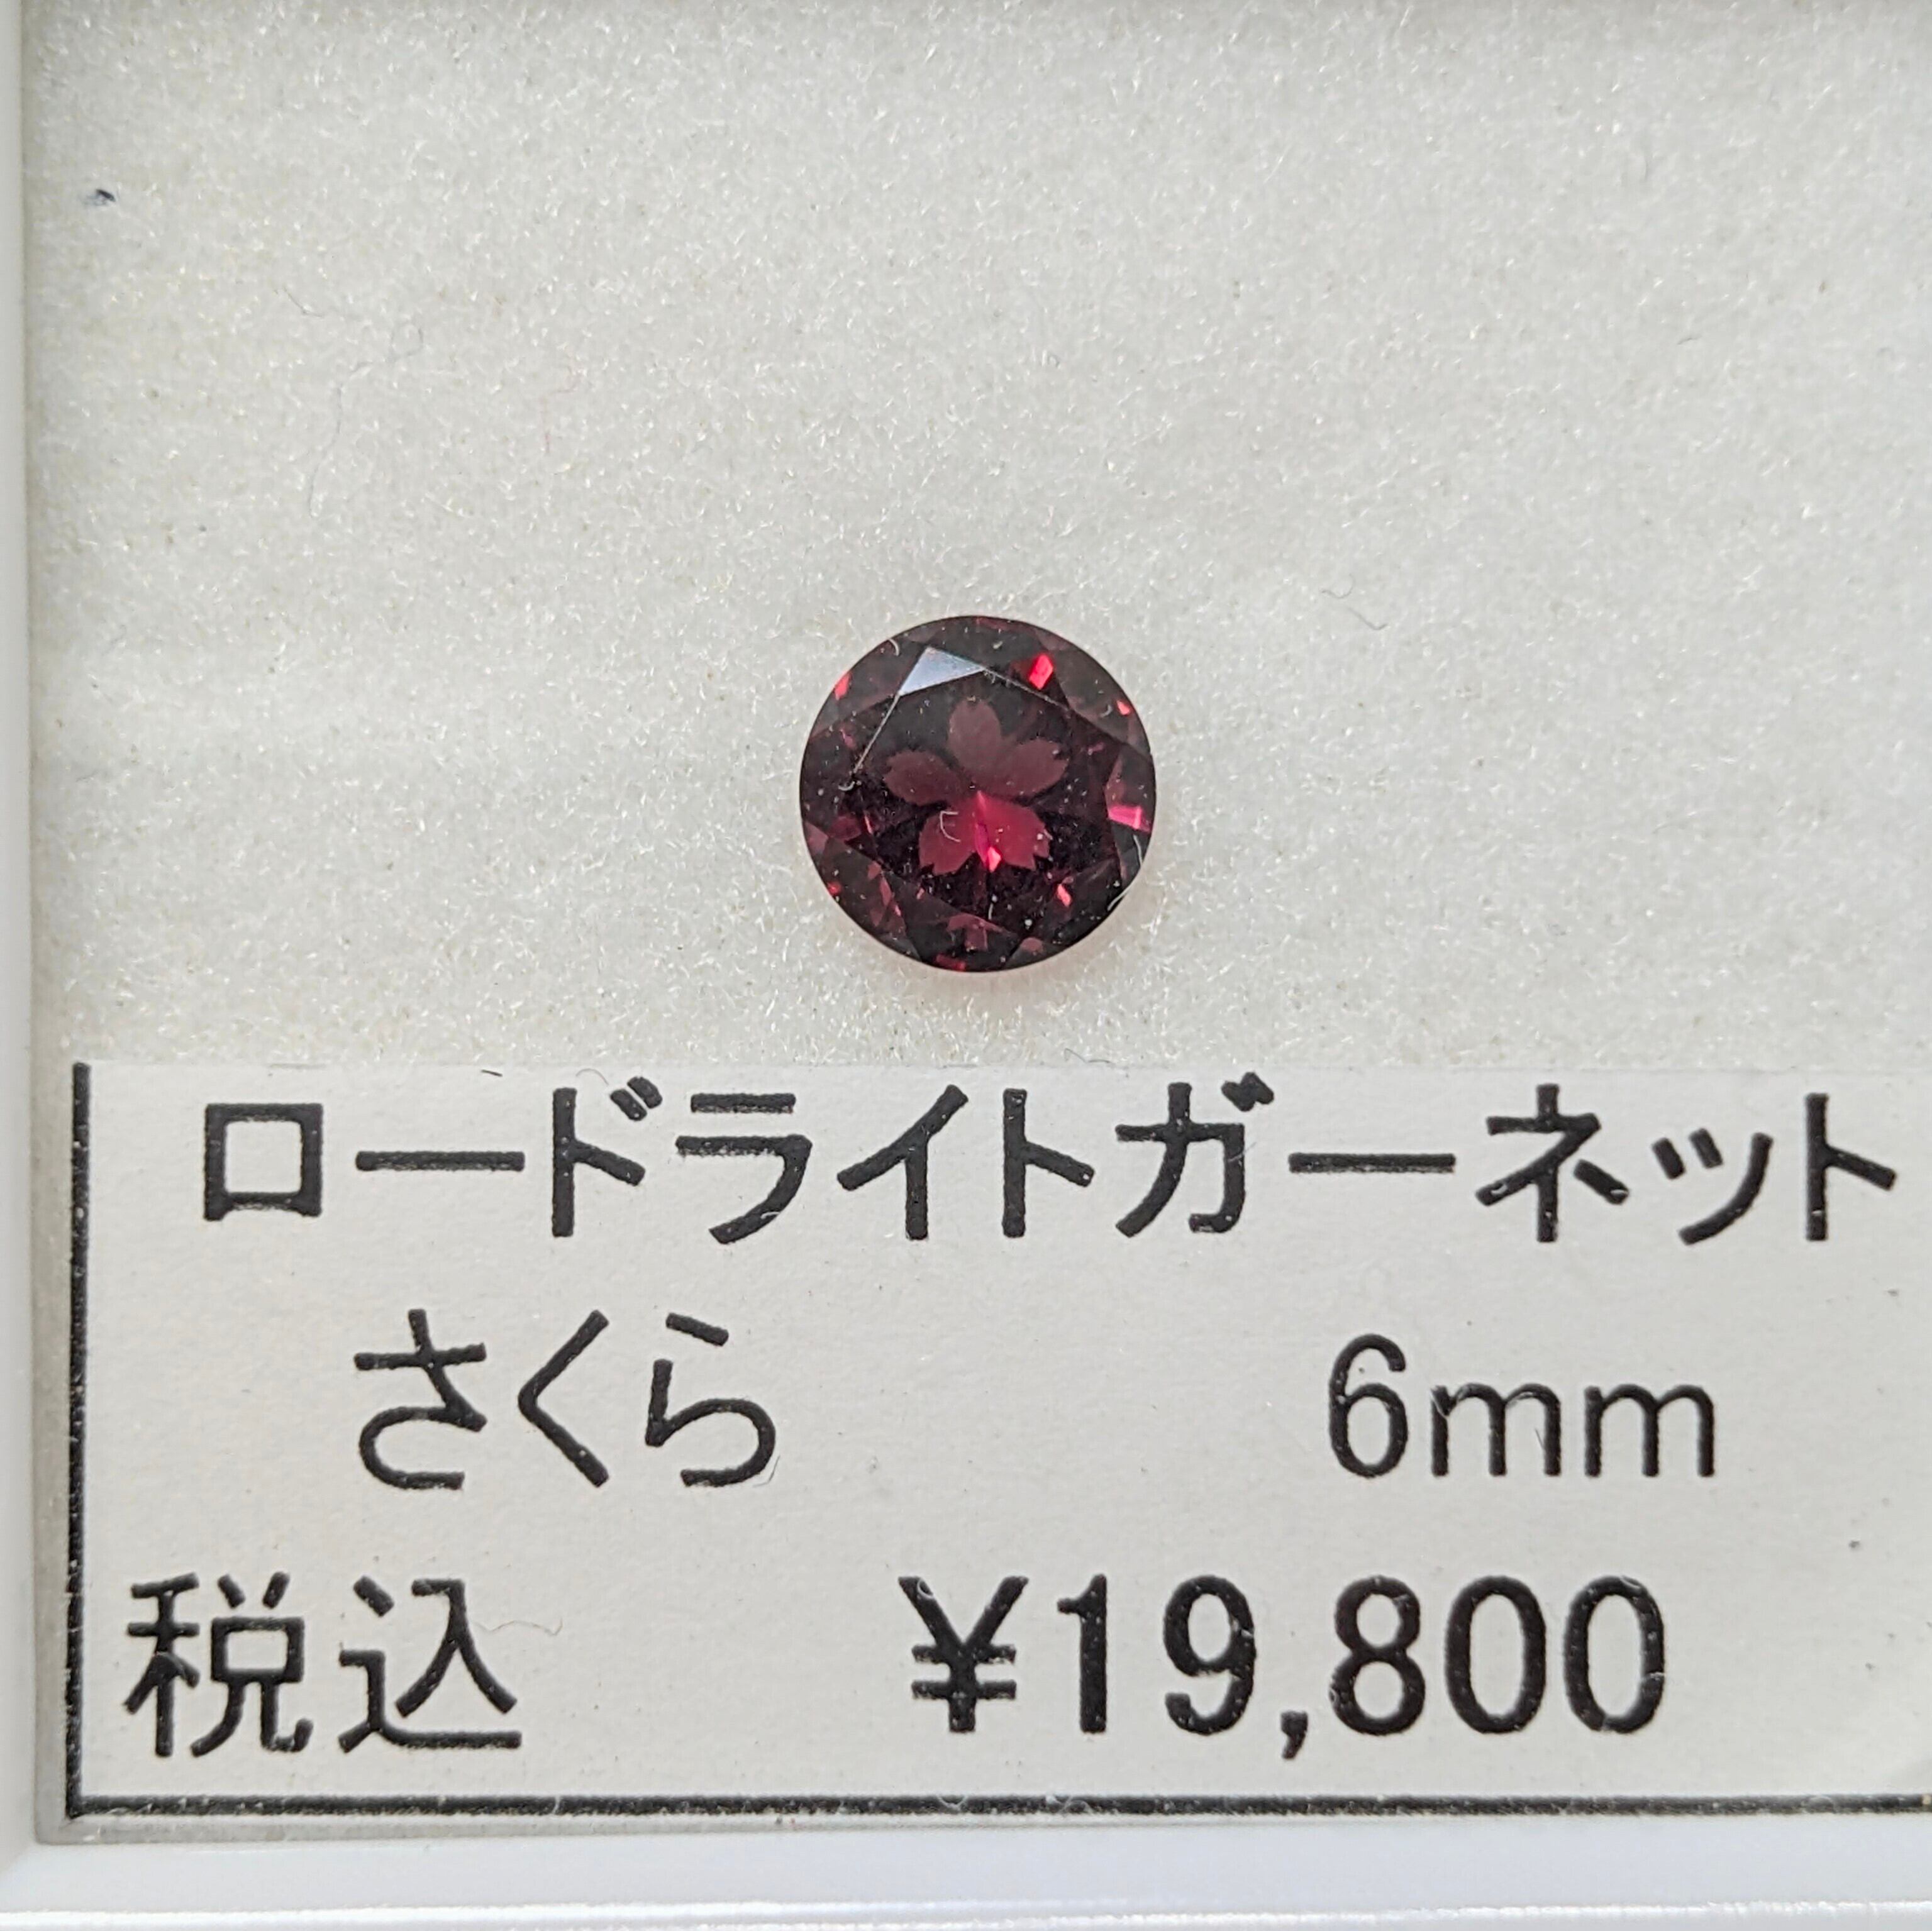 ロードライトガーネット
さくら 6mm
税込 ¥19,800